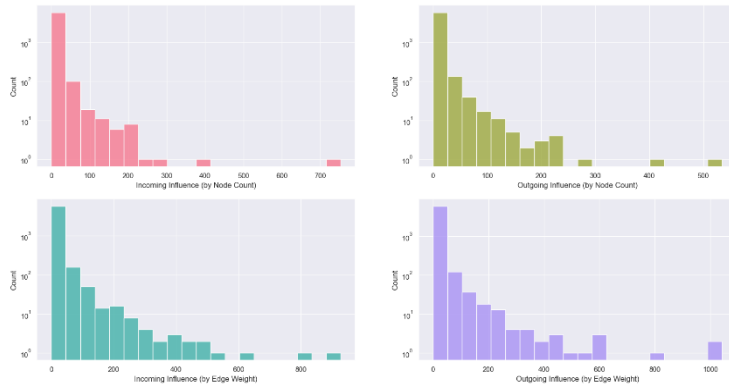 10³
10²
10¹
10⁰
Count
0 100 200 300 400 500 600 700
Incoming Influence (by Node Count)
10³
10²
10¹
10⁰
Count
0 100 200 300 400 500
Outgoing Influence (by Node Count)
10³
10²
10¹
10⁰
Count
0 200 400 600 800
Incoming Influence (by Edge Weight)
10³
10²
10¹
10⁰
Count
0 200 400 600 800 1000
Outgoing Influence (by Edge Weight)